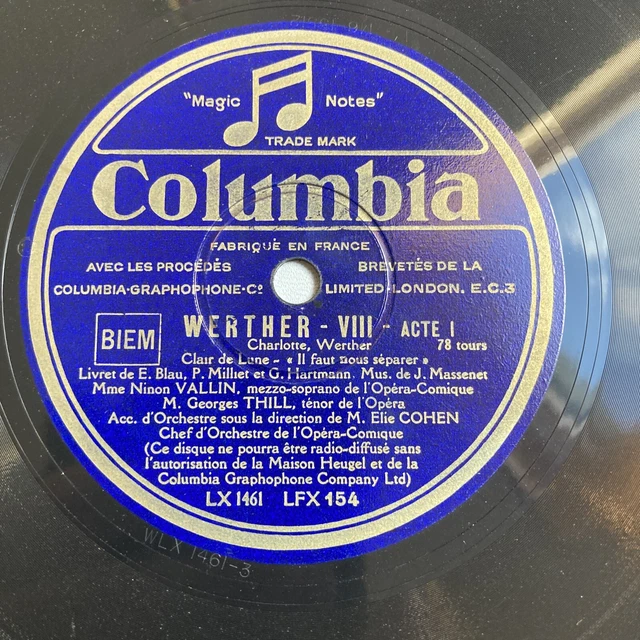 "Magic Notes"
TRADE MARK
Columbia
FABRIQUÉ EN FRANCE
AVEC LES PROCÉDÉS BREVETÉS DE LA
COLUMBIA-GRAPHOPHONE-Cº LIMITED-LONDON. E.C.3
BIEM
WERTHER - VIII - ACTE I
Charlotte, Werther 78 tours
Clair de Lune - « Il faut nous séparer »
Livret de E. Blau, P. Milliet et G. Hartmann. Mus. de J. Massenet
Mme Ninon VALLIN, mezzo-soprano de l'Opéra-Comique
M. Georges THILL, ténor de l'Opéra
Acc. d'Orchestre sous la direction de M. Elie COHEN
Chef d'Orchestre de l'Opéra-Comique
(Ce disque ne pourra être radio-diffusé sans
l'autorisation de la Maison Heugel et de la
Columbia Graphophone Company Ltd)
LX 1461 LFX 154
WLX 1461-3